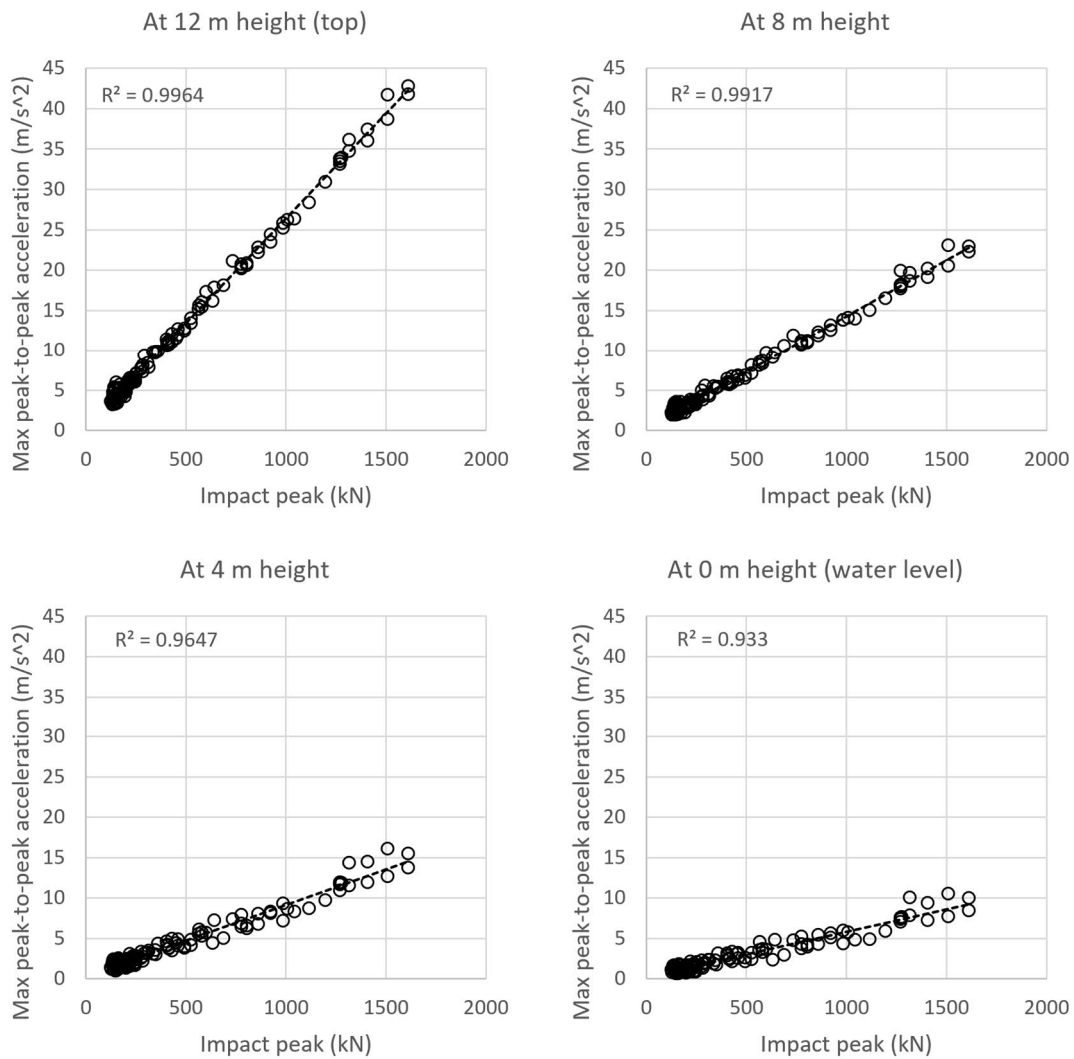 At 12 m height (top)
Max peak-to-peak acceleration (m/s^2)
45
40
35
30
25
20
15
10
5
0
R² = 0.9964
0 500 1000 1500 2000
Impact peak (kN)
At 8 m height
Max peak-to-peak acceleration (m/s^2)
45
40
35
30
25
20
15
10
5
0
R² = 0.9917
0 500 1000 1500 2000
Impact peak (kN)
At 4 m height
Max peak-to-peak acceleration (m/s^2)
45
40
35
30
25
20
15
10
5
0
R² = 0.9647
0 500 1000 1500 2000
Impact peak (kN)
At 0 m height (water level)
Max peak-to-peak acceleration (m/s^2)
45
40
35
30
25
20
15
10
5
0
R² = 0.933
0 500 1000 1500 2000
Impact peak (kN)